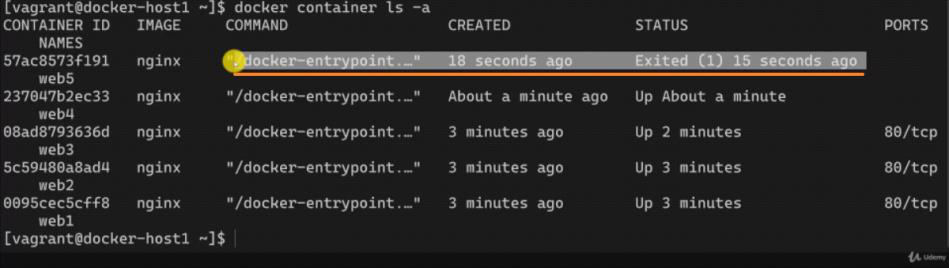 [vagrant@docker-host1 ~]$ docker container ls -a
CONTAINER ID IMAGE COMMAND CREATED STATUS PORTS
NAMES
57ac8573f191 nginx "/docker-entrypoint.…" 18 seconds ago Exited (1) 15 seconds ago
web5
237047b2ec33 nginx "/docker-entrypoint.…" About a minute ago Up About a minute
web4
08ad8793636d nginx "/docker-entrypoint.…" 3 minutes ago Up 2 minutes 80/tcp
web3
5c59480a8ad4 nginx "/docker-entrypoint.…" 3 minutes ago Up 3 minutes 80/tcp
web2
0095cec5cff8 nginx "/docker-entrypoint.…" 3 minutes ago Up 3 minutes 80/tcp
web1
[vagrant@docker-host1 ~]$
Udemy